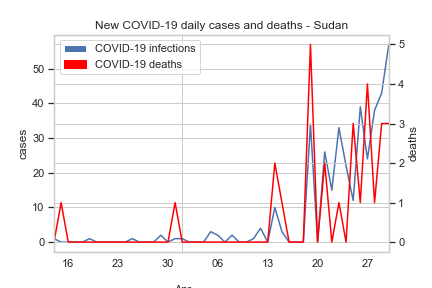 New COVID-19 daily cases and deaths - Sudan
COVID-19 infections
COVID-19 deaths
50
40
30
20
10
0
cases
5
4
3
2
1
0
deaths
16 23 30 06 13 20 27